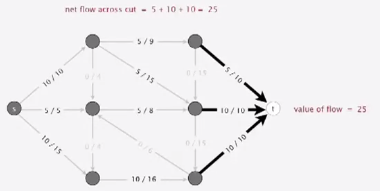 net flow across cut = 5 + 10 + 10 = 25
5 / 9
10 / 10
5 / 15
5 / 10
s
5 / 5
5 / 8
10 / 10
t
value of flow = 25
10 / 15
10 / 10
10 / 16